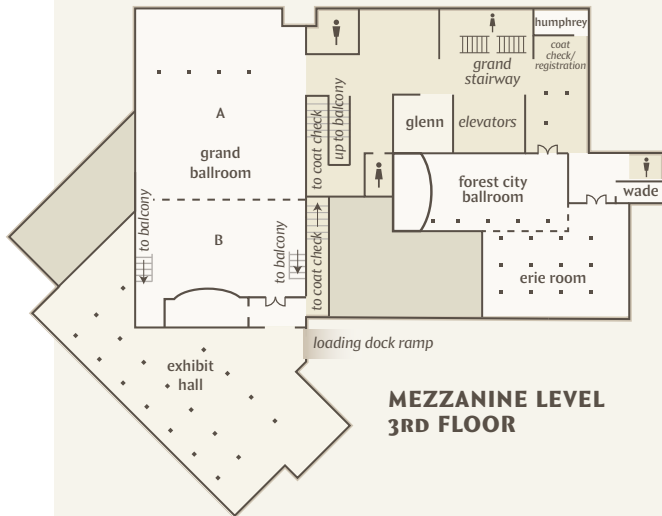 humphrey
coat
check/
registration
grand
stairway
A
glenn
elevators
up to balcony
to coat check
grand
ballroom
forest city
ballroom
wade
to balcony
B
to balcony
to coat check
erie room
loading dock ramp
exhibit
hall
MEZZANINE LEVEL
3RD FLOOR